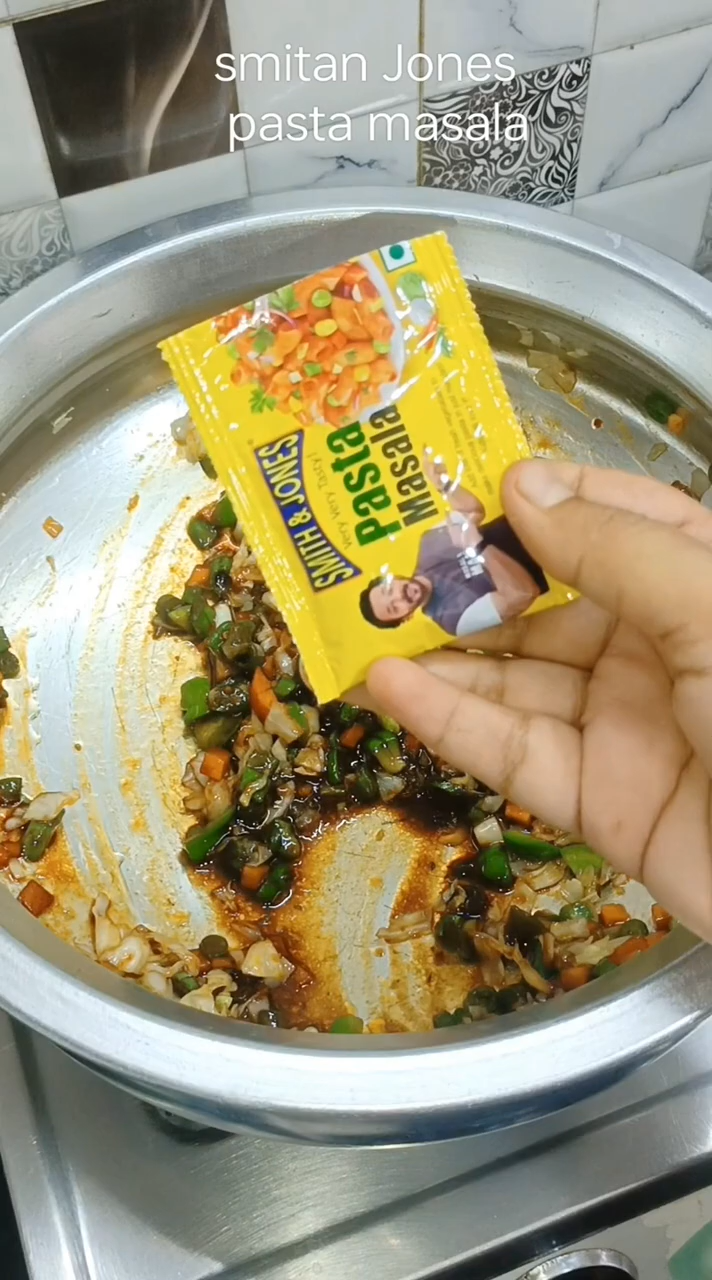 smitan Jones
pasta masala
SMITH & JONES
Very Very Tasty!
Pasta
Masala